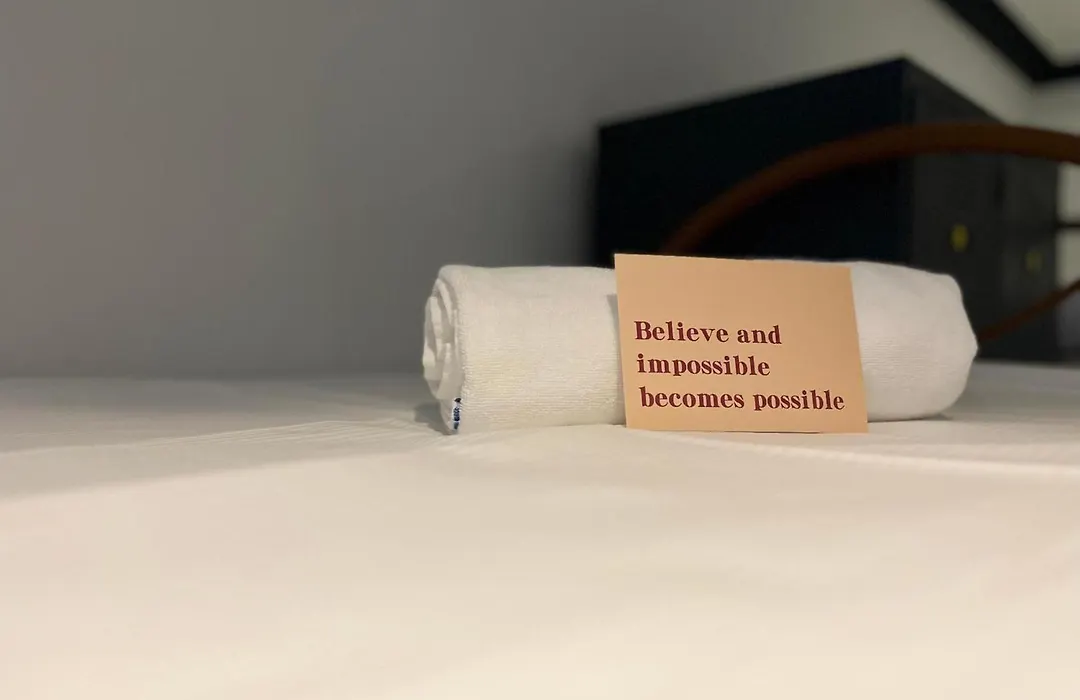 Believe and
impossible
becomes possible